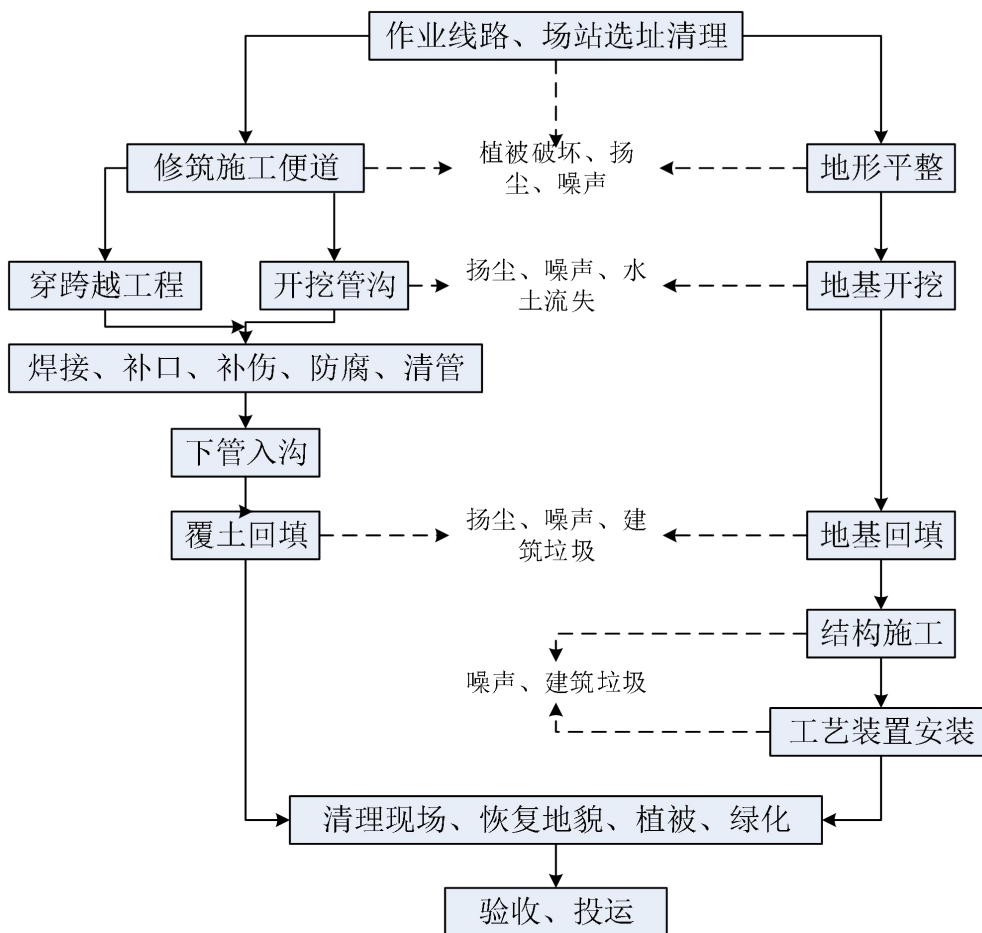 作业线路、场站选址清理
修筑施工便道
植被破坏、扬
尘、噪声
地形平整
穿跨越工程
开挖管沟
扬尘、噪声、水
土流失
地基开挖
焊接、补口、补伤、防腐、清管
下管入沟
覆土回填
扬尘、噪声、建
筑垃圾
地基回填
结构施工
噪声、建筑垃圾
工艺装置安装
清理现场、恢复地貌、植被、绿化
验收、投运